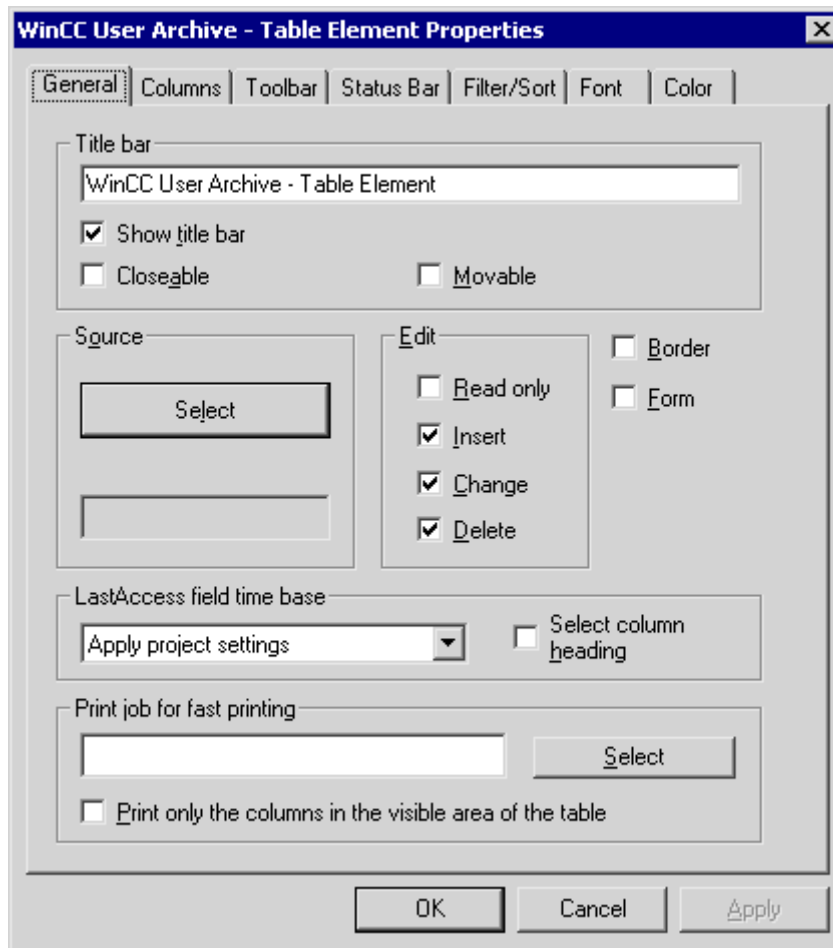 WinCC User Archive - Table Element Properties
General Columns Toolbar Status Bar Filter/Sort Font Color
Title bar
WinCC User Archive - Table Element
Show title bar
Closeable Movable
Source Edit Border
Select Read only Form
Insert
Change
Delete
LastAccess field time base
Apply project settings Select column
heading
Print job for fast printing
Select
Print only the columns in the visible area of the table
OK Cancel Apply